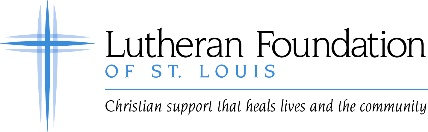 Lutheran Foundation
OF ST. LOUIS
Christian support that heals lives and the community